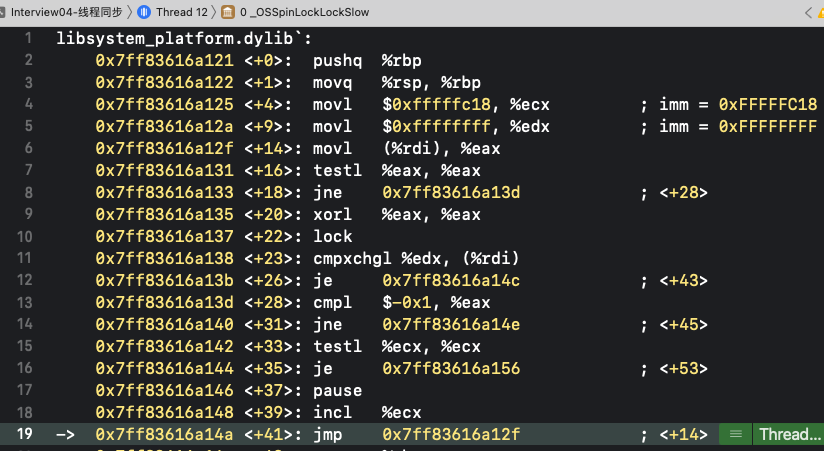 Interview04-线程同步 〉 Thread 12 〉 0 _OSSpinLockLockSlow
1 libsystem_platform.dylib`:
2 0x7ff83616a121 <+0>: pushq %rbp
3 0x7ff83616a122 <+1>: movq %rsp, %rbp
4 0x7ff83616a125 <+4>: movl $0xfffffc18, %ecx ; imm = 0xFFFFFC18
5 0x7ff83616a12a <+9>: movl $0xffffffff, %edx ; imm = 0xFFFFFFFF
6 0x7ff83616a12f <+14>: movl (%rdi), %eax
7 0x7ff83616a131 <+16>: testl %eax, %eax
8 0x7ff83616a133 <+18>: jne 0x7ff83616a13d ; <+28>
9 0x7ff83616a135 <+20>: xorl %eax, %eax
10 0x7ff83616a137 <+22>: lock
11 0x7ff83616a138 <+23>: cmpxchgl %edx, (%rdi)
12 0x7ff83616a13b <+26>: je 0x7ff83616a14c ; <+43>
13 0x7ff83616a13d <+28>: cmpl $-0x1, %eax
14 0x7ff83616a140 <+31>: jne 0x7ff83616a14e ; <+45>
15 0x7ff83616a142 <+33>: testl %ecx, %ecx
16 0x7ff83616a144 <+35>: je 0x7ff83616a156 ; <+53>
17 0x7ff83616a146 <+37>: pause
18 0x7ff83616a148 <+39>: incl %ecx
19 -> 0x7ff83616a14a <+41>: jmp 0x7ff83616a12f ; <+14> Thread...